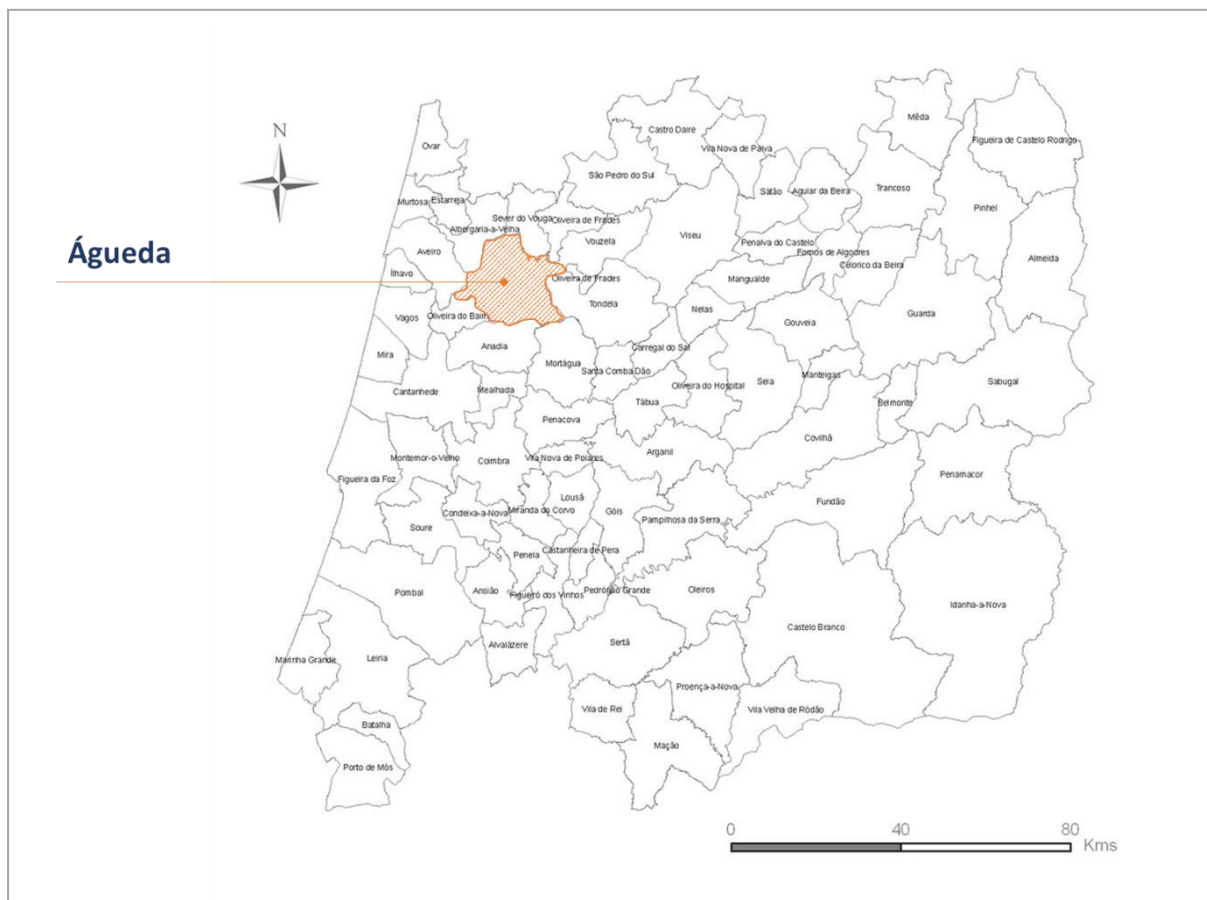 Mêda
Castro Daire
Figueira de Castelo Rodrigo
N
Ovar
Vila Nova de Paiva
São Pedro do Sul
Sátão
Aguiar da Beira
Trancoso
Murtosa
Estarreja
Pinhel
Sever do Vouga
Oliveira de Frades
Albergaria-a-Velha
Viseu
Vouzela
Penalva do Castelo
Águeda
Aveiro
Fornos de Algodres
Almeida
Celorico da Beira
Ílhavo
Oliveira de Frades
Mangualde
Tondela
Nelas
Guarda
Vagos
Oliveira do Bairr
Gouveia
Anadia
Carregal do Sal
Mira
Mortágua
Santa Comba Dão
Manteigas
Seia
Sabugal
Cantanhede
Mealhada
Oliveira do Hospital
Tábua
Belmonte
Penacova
Covilhã
Arganil
Montemor-o-Velho
Coimbra
Vila Nova de Poiares
Penamacor
Figueira da Foz
Lousã
Fundão
Condeixa-a-Nova
Miranda do Corvo
Góis
Soure
Pampilhosa da Serra
Castanheira de Pera
Penela
Pombal
Ansião
Figueiró dos Vinhos
Pedrógão Grande
Oleiros
Idanha-a-Nova
Castelo Branco
Alvaiázere
Sertã
Marinha Grande
Leiria
Proença-a-Nova
Vila de Rei
Vila Velha de Ródão
Batalha
Mação
Porto de Mós
0 40 80
Kms